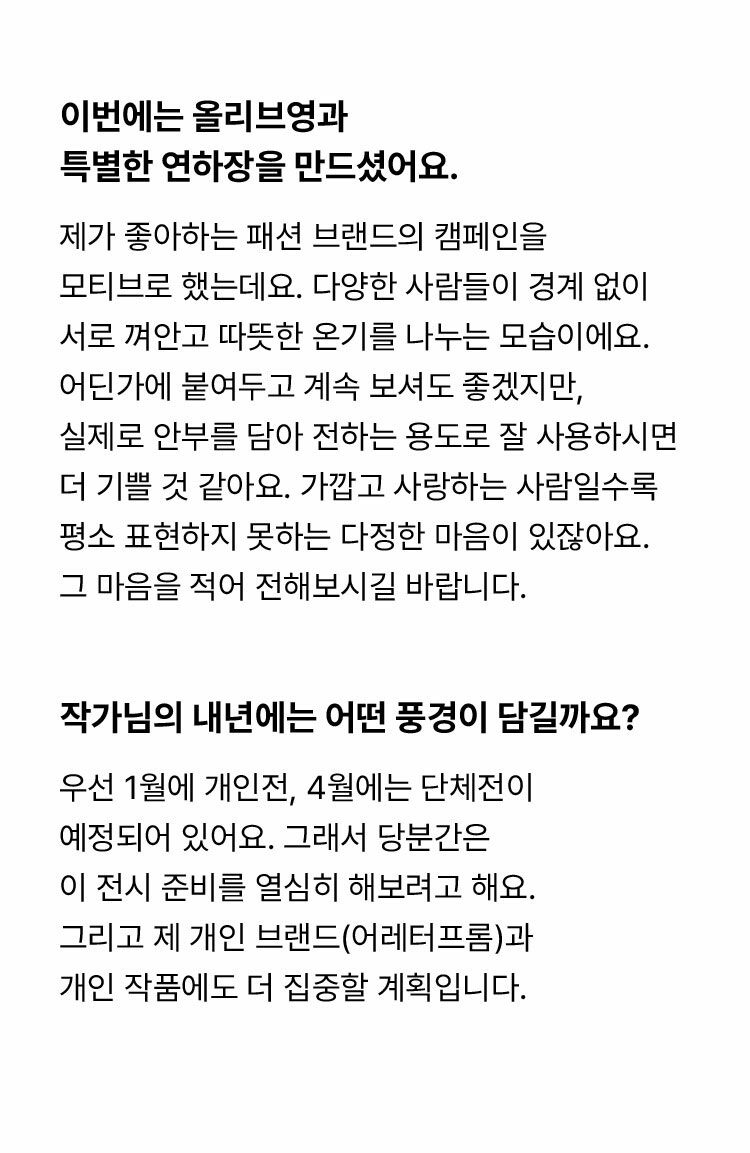 이번에는 올리브영과
특별한 연하장을 만드셨어요.
제가 좋아하는 패션 브랜드의 캠페인을
모티브로 했는데요. 다양한 사람들이 경계 없이
서로 껴안고 따뜻한 온기를 나누는 모습이에요.
어딘가에 붙여두고 계속 보셔도 좋겠지만,
실제로 안부를 담아 전하는 용도로 잘 사용하시면
더 기쁠 것 같아요. 가깝고 사랑하는 사람일수록
평소 표현하지 못하는 다정한 마음이 있잖아요.
그 마음을 적어 전해보시길 바랍니다.
작가님의 내년에는 어떤 풍경이 담길까요?
우선 1월에 개인전, 4월에는 단체전이
예정되어 있어요. 그래서 당분간은
이 전시 준비를 열심히 해보려고 해요.
그리고 제 개인 브랜드(어레터프롬)과
개인 작품에도 더 집중할 계획입니다.